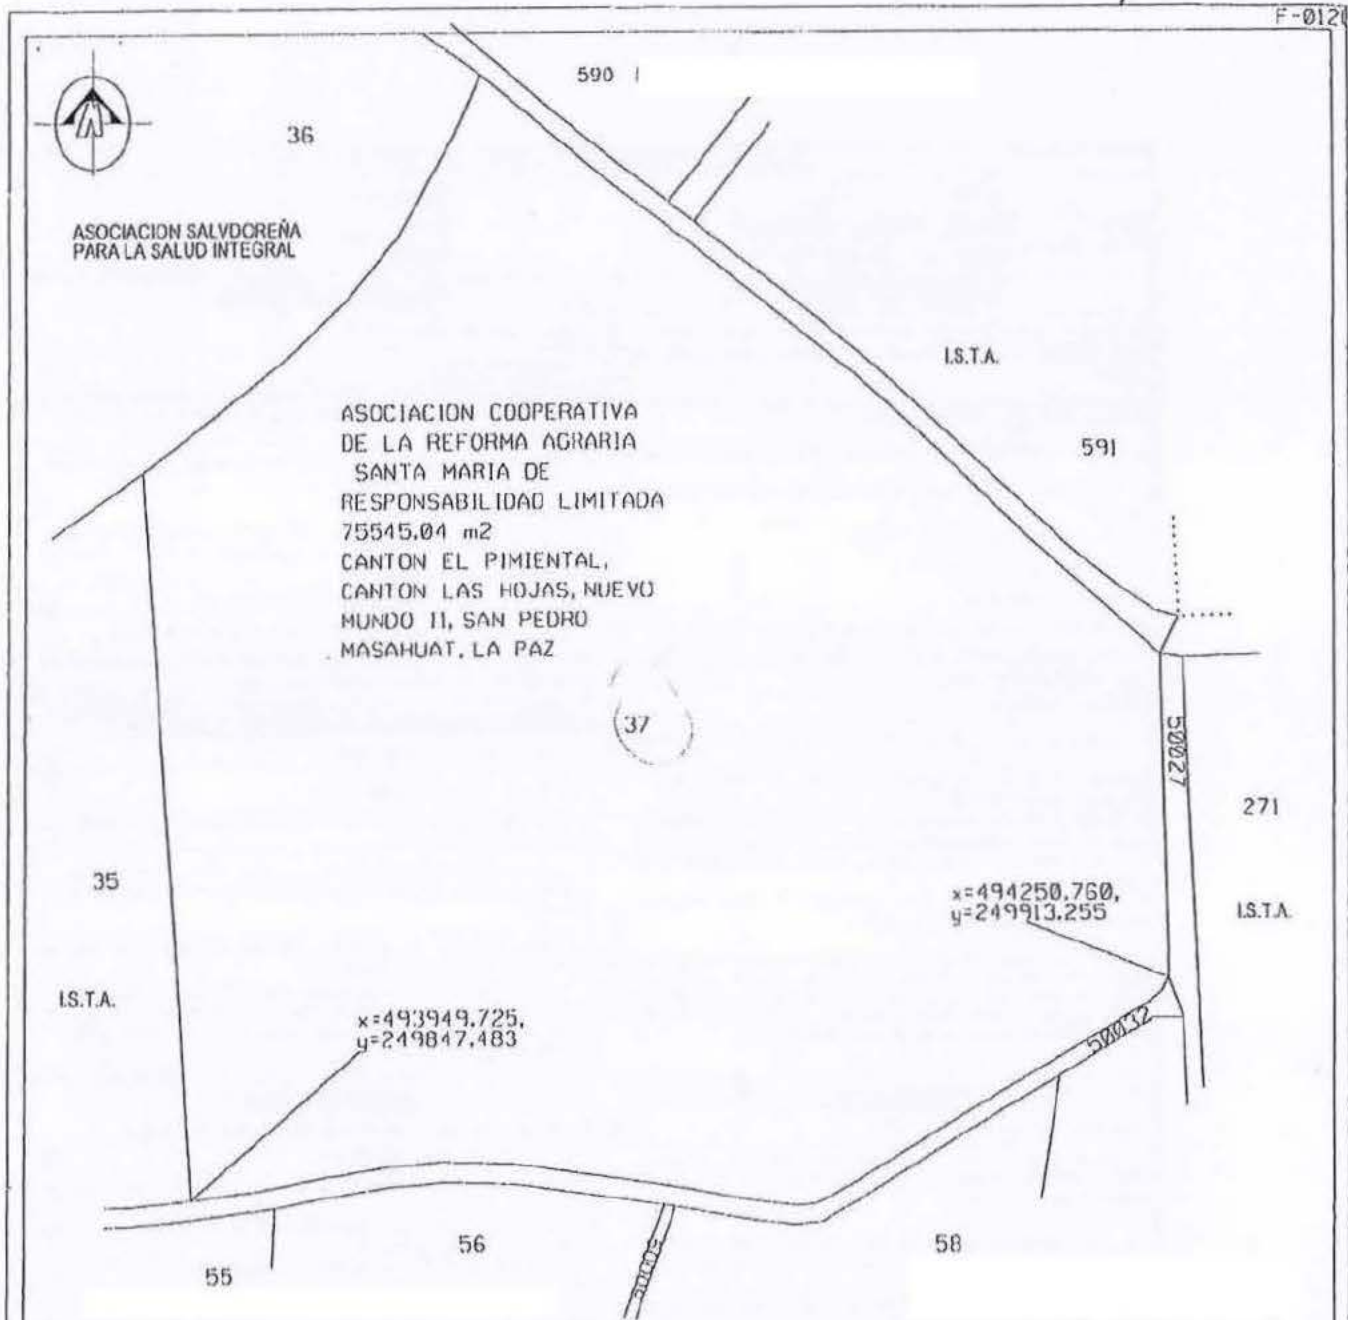 F-012
590
36
ASOCIACION SALVDOREÑA
PARA LA SALUD INTEGRAL
I.S.T.A.
591
ASOCIACION COOPERATIVA
DE LA REFORMA AGRARIA
SANTA MARIA DE
RESPONSABILIDAD LIMITADA
75545.04 m2
CANTON EL PIMIENTAL,
CANTON LAS HOJAS, NUEVO
MUNDO II, SAN PEDRO
MASAHUAT, LA PAZ
37
50027
271
35
x=494250.760,
y=249913.255
I.S.T.A.
I.S.T.A.
x=493949.725,
y=249847.483
50032
56
58
55